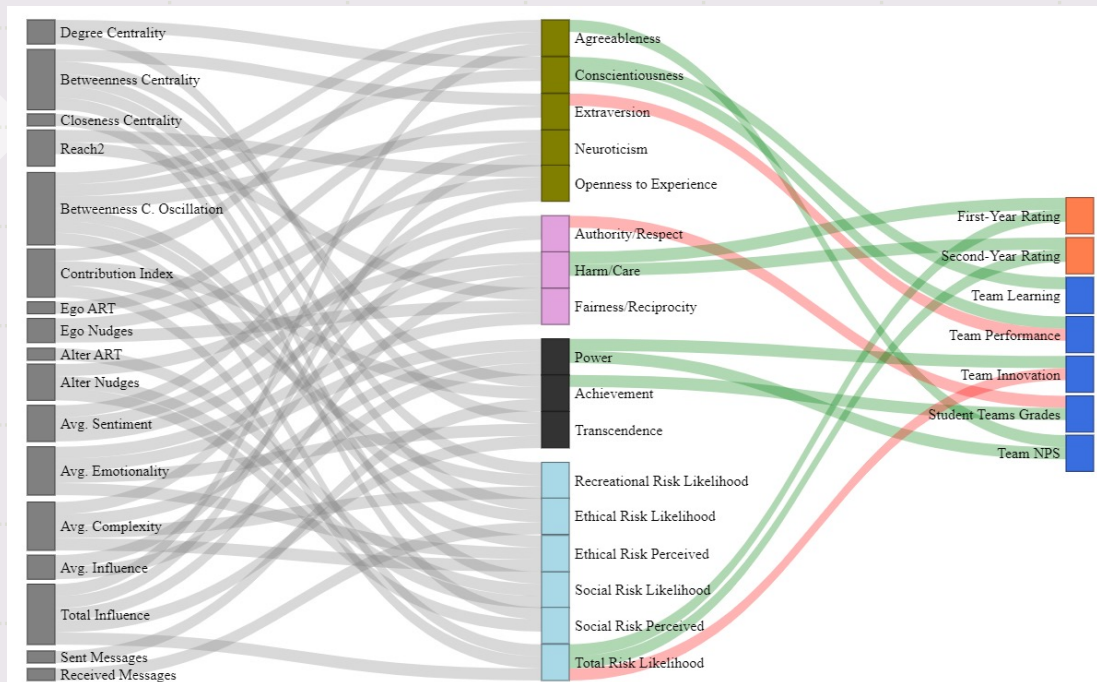 Degree Centrality
Betweenness Centrality
Closeness Centrality
Reach2
Betweenness C. Oscillation
Contribution Index
Ego ART
Ego Nudges
Alter ART
Alter Nudges
Avg. Sentiment
Avg. Emotionality
Avg. Complexity
Avg. Influence
Total Influence
Sent Messages
Received Messages
Agreeableness
Conscientiousness
Extraversion
Neuroticism
Openness to Experience
Authority/Respect
Harm/Care
Fairness/Reciprocity
Power
Achievement
Transcendence
Recreational Risk Likelihood
Ethical Risk Likelihood
Ethical Risk Perceived
Social Risk Likelihood
Social Risk Perceived
Total Risk Likelihood
First-Year Rating
Second-Year Rating
Team Learning
Team Performance
Team Innovation
Student Teams Grades
Team NPS